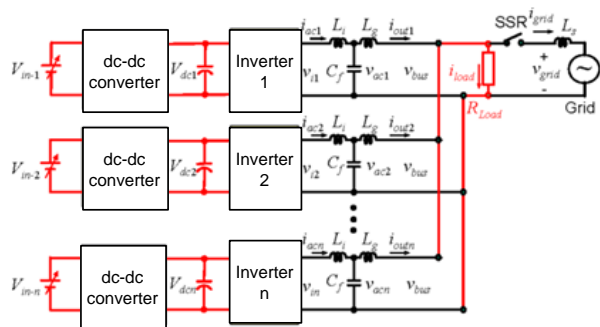 i_ac1 L_i L_g i_out1 SSR i_grid L_g
V_in-1 dc-dc converter V_dc1 Inverter 1 v_i1 C_f v_ac1 v_bus i_load R_Load + v_grid - Grid
i_ac2 L_i L_g i_out2
V_in-2 dc-dc converter V_dc2 Inverter 2 v_i2 C_f v_ac2 v_bus
i_acn L_i L_g i_outn
V_in-n dc-dc converter V_dcn Inverter n v_in C_f v_acn v_bus